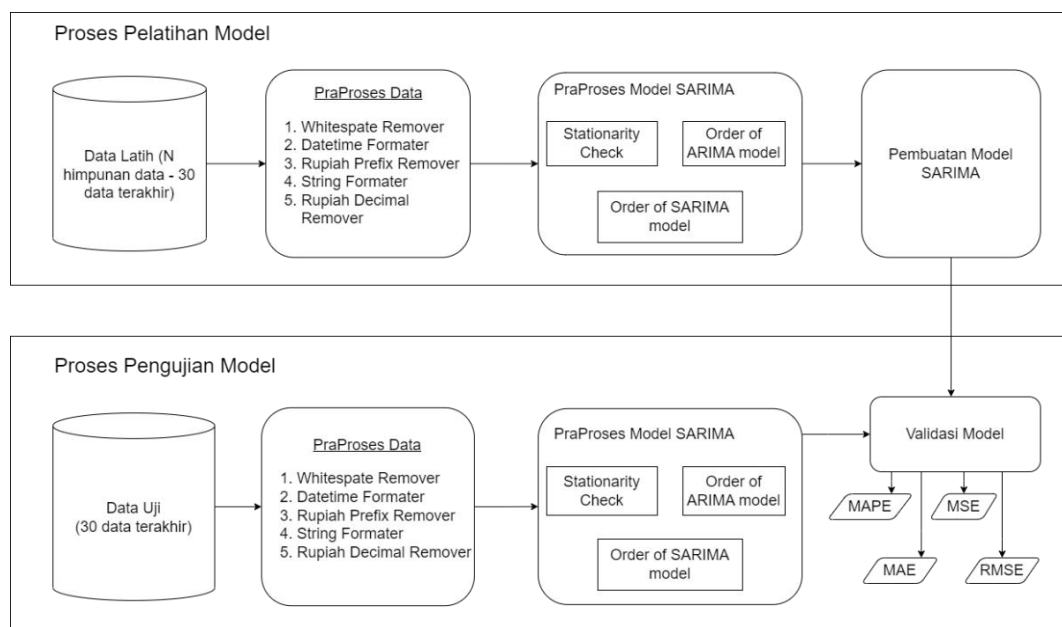 Proses Pelatihan Model
Data Latih (N
himpunan data - 30
data terakhir)
PraProses Data
1. Whitespate Remover
2. Datetime Formater
3. Rupiah Prefix Remover
4. String Formater
5. Rupiah Decimal
Remover
PraProses Model SARIMA
Stationarity
Check
Order of
ARIMA model
Order of SARIMA
model
Pembuatan Model
SARIMA
Proses Pengujian Model
Data Uji
(30 data terakhir)
PraProses Data
1. Whitespate Remover
2. Datetime Formater
3. Rupiah Prefix Remover
4. String Formater
5. Rupiah Decimal Remover
PraProses Model SARIMA
Stationarity
Check
Order of
ARIMA model
Order of SARIMA
model
Validasi Model
MAPE
MSE
MAE
RMSE